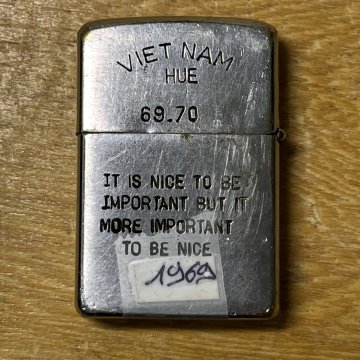 VIET NAM
HUE
69.70
IT IS NICE TO BE
IMPORTANT BUT IT
MORE IMPORTANT
TO BE NICE
1969